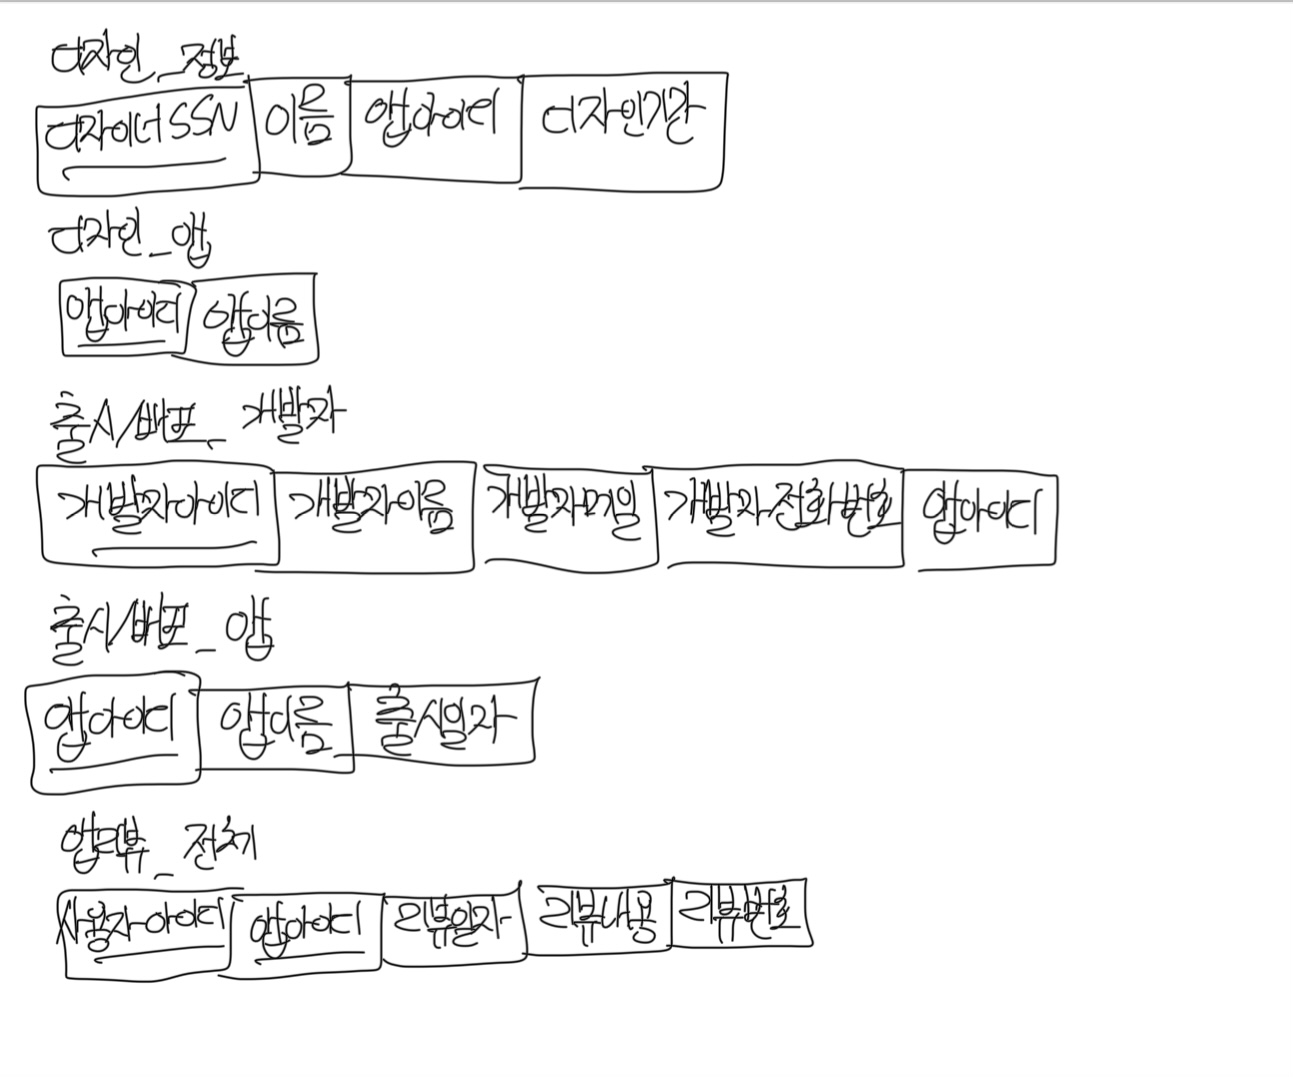 디자인_정보
디자이너SSN 이름 앱아이디 디자인기간
디자인_앱
앱아이디 앱이름
출시/배포_개발자
개발자아이디 개발자이름 개발자메일 개발자전화번호 앱아이디
출시/배포_앱
앱아이디 앱이름 출시일자
앱리뷰_전체
사용자아이디 앱아이디 리뷰일자 리뷰내용 리뷰번호